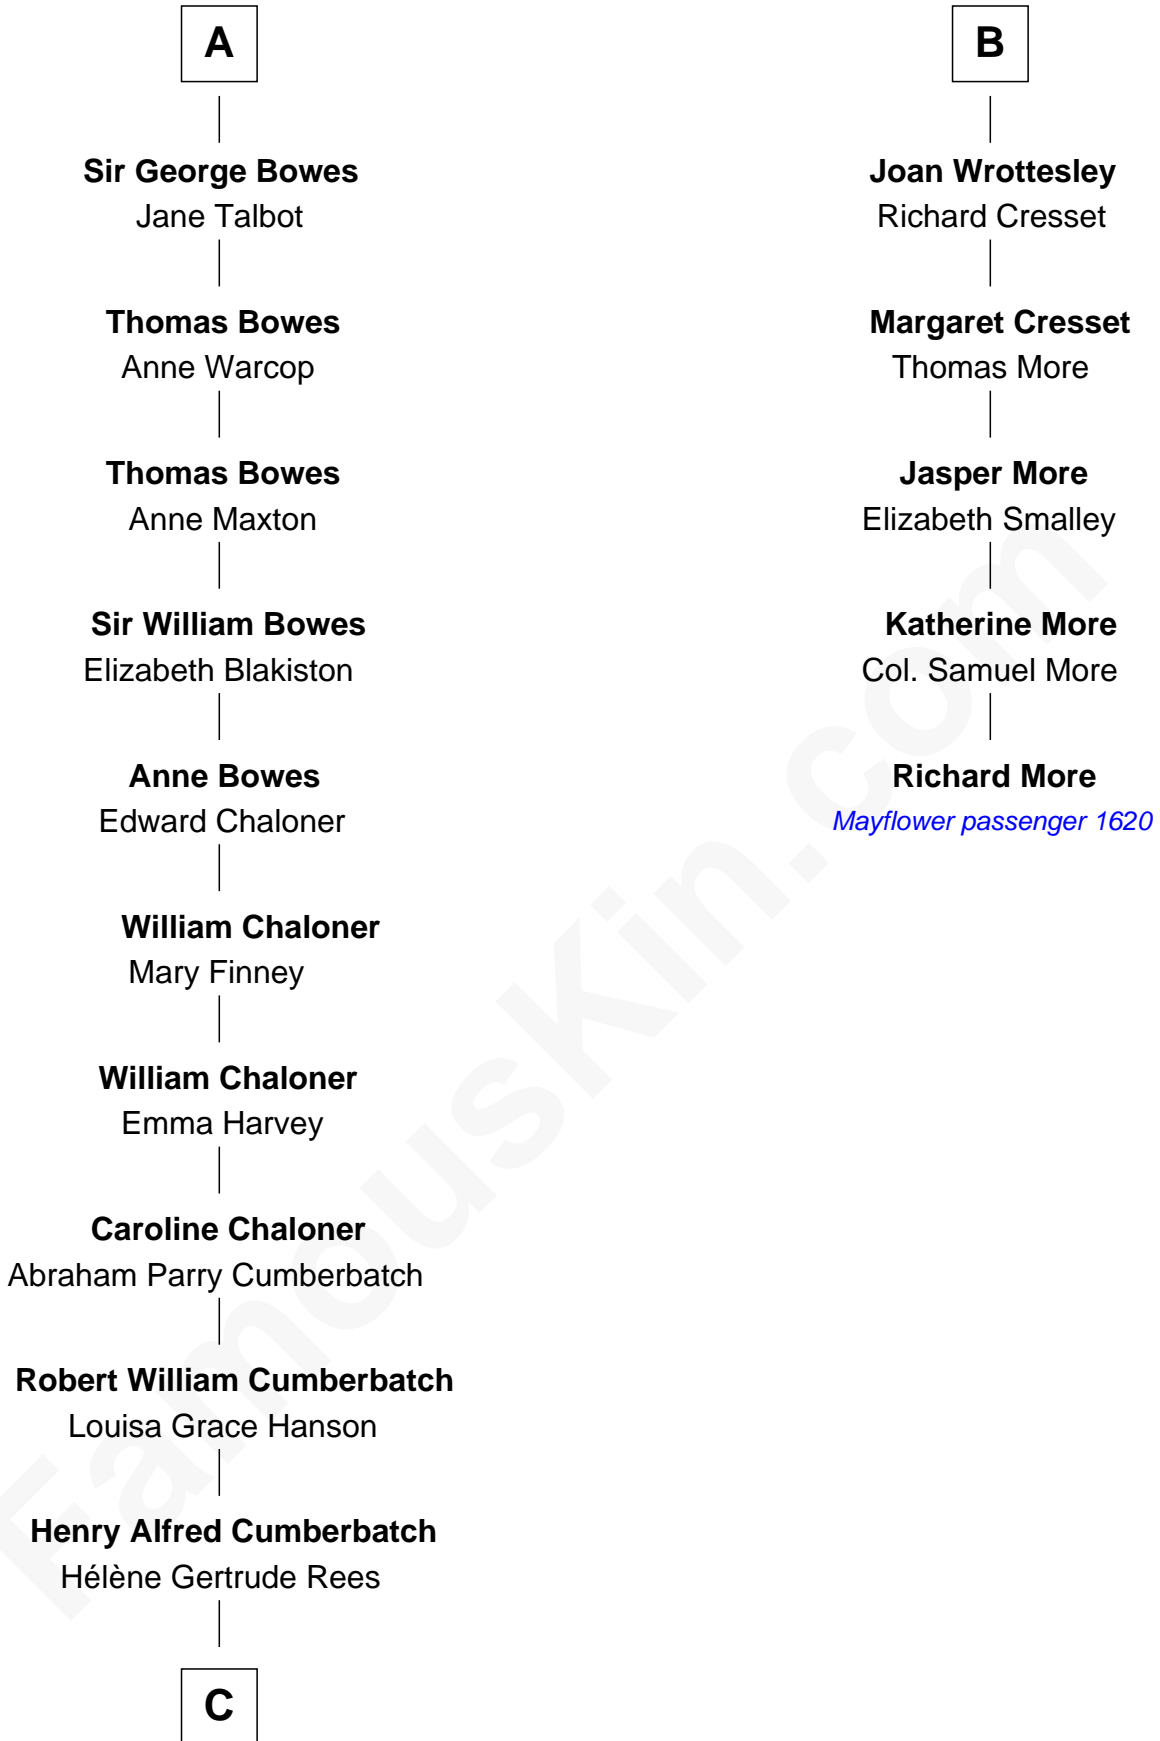 A
Sir George Bowes
Jane Talbot
Thomas Bowes
Anne Warcop
Thomas Bowes
Anne Maxton
Sir William Bowes
Elizabeth Blakiston
Anne Bowes
Edward Chaloner
William Chaloner
Mary Finney
William Chaloner
Emma Harvey
Caroline Chaloner
Abraham Parry Cumberbatch
Robert William Cumberbatch
Louisa Grace Hanson
Henry Alfred Cumberbatch
Hélène Gertrude Rees
C
B
Joan Wrottesley
Richard Cresset
Margaret Cresset
Thomas More
Jasper More
Elizabeth Smalley
Katherine More
Col. Samuel More
Richard More
Mayflower passenger 1620
FamousKin.com